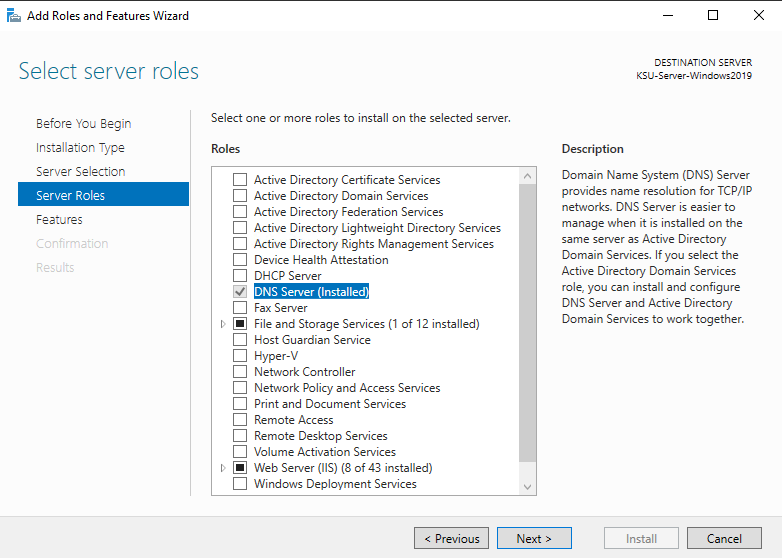 Add Roles and Features Wizard
Select server roles
DESTINATION SERVER
KSU-Server-Windows2019
Before You Begin
Installation Type
Server Selection
Server Roles
Features
Confirmation
Results
Select one or more roles to install on the selected server.
Roles
Active Directory Certificate Services
Active Directory Domain Services
Active Directory Federation Services
Active Directory Lightweight Directory Services
Active Directory Rights Management Services
Device Health Attestation
DHCP Server
DNS Server (Installed)
Fax Server
File and Storage Services (1 of 12 installed)
Host Guardian Service
Hyper-V
Network Controller
Network Policy and Access Services
Print and Document Services
Remote Access
Remote Desktop Services
Volume Activation Services
Web Server (IIS) (8 of 43 installed)
Windows Deployment Services
Description
Domain Name System (DNS) Server
provides name resolution for TCP/IP
networks. DNS Server is easier to
manage when it is installed on the
same server as Active Directory
Domain Services. If you select the
Active Directory Domain Services
role, you can install and configure
DNS Server and Active Directory
Domain Services to work together.
< Previous
Next >
Install
Cancel